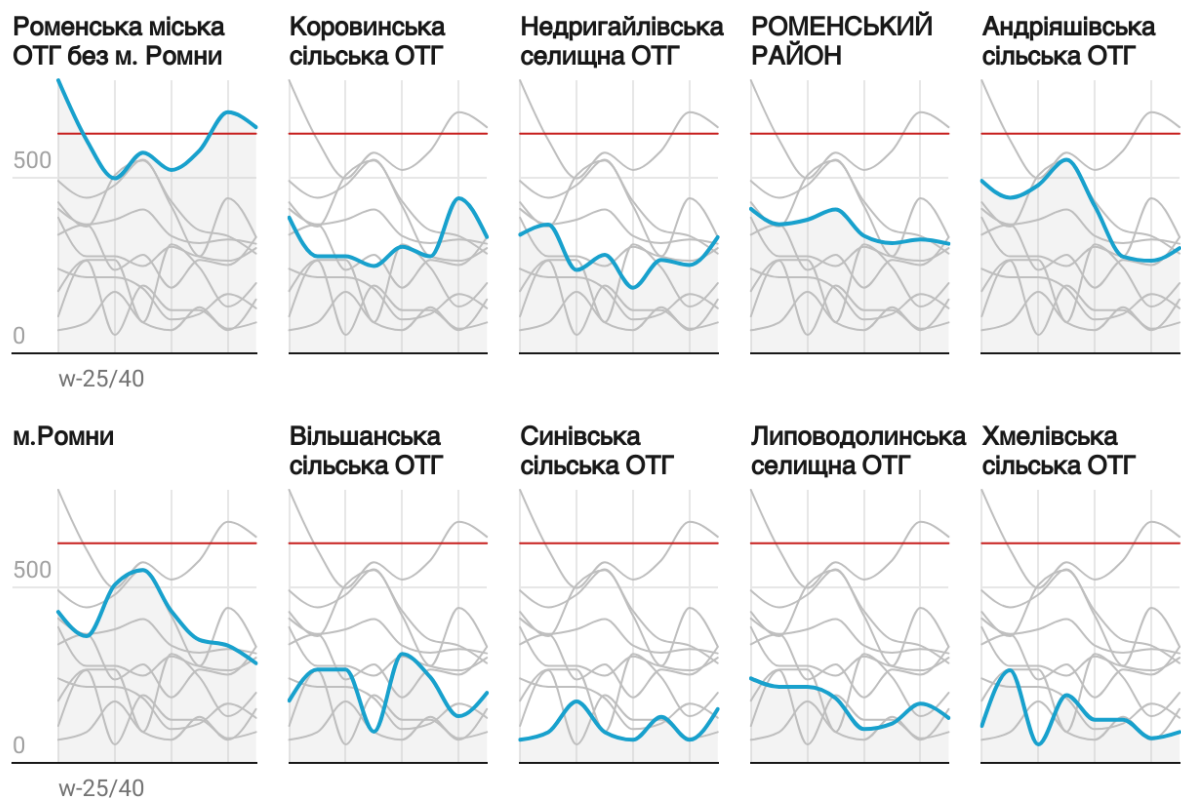 Роменська міська
ОТГ без м. Ромни
Коровинська
сільська ОТГ
Недригайлівська
селищна ОТГ
РОМЕНСЬКИЙ
РАЙОН
Андріяшівська
сільська ОТГ
500
0
w-25/40
м.Ромни
Вільшанська
сільська ОТГ
Синівська
сільська ОТГ
Липоводолинська
селищна ОТГ
Хмелівська
сільська ОТГ
500
0
w-25/40